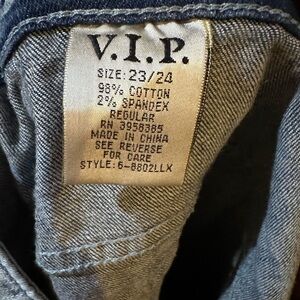 V.I.P.
SIZE: 23/24
98% COTTON
2% SPANDEX
REGULAR
RN 3958385
MADE IN CHINA
SEE REVERSE
FOR CARE
STYLE: 6-8802LLX